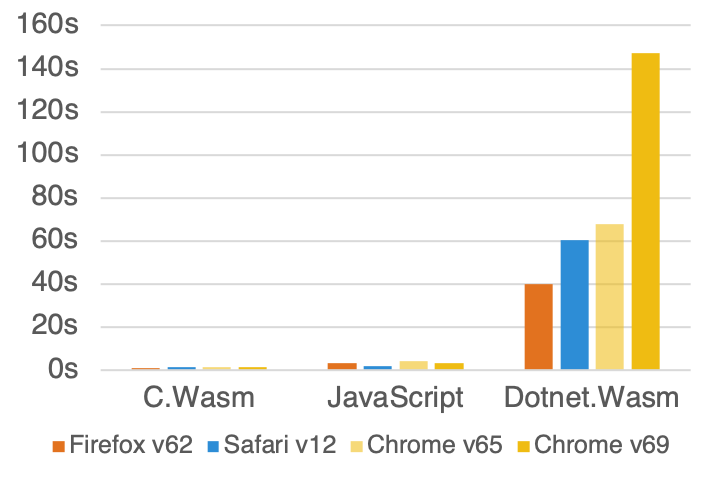 160s
140s
120s
100s
80s
60s
40s
20s
0s
C.Wasm JavaScript Dotnet.Wasm
Firefox v62 Safari v12 Chrome v65 Chrome v69